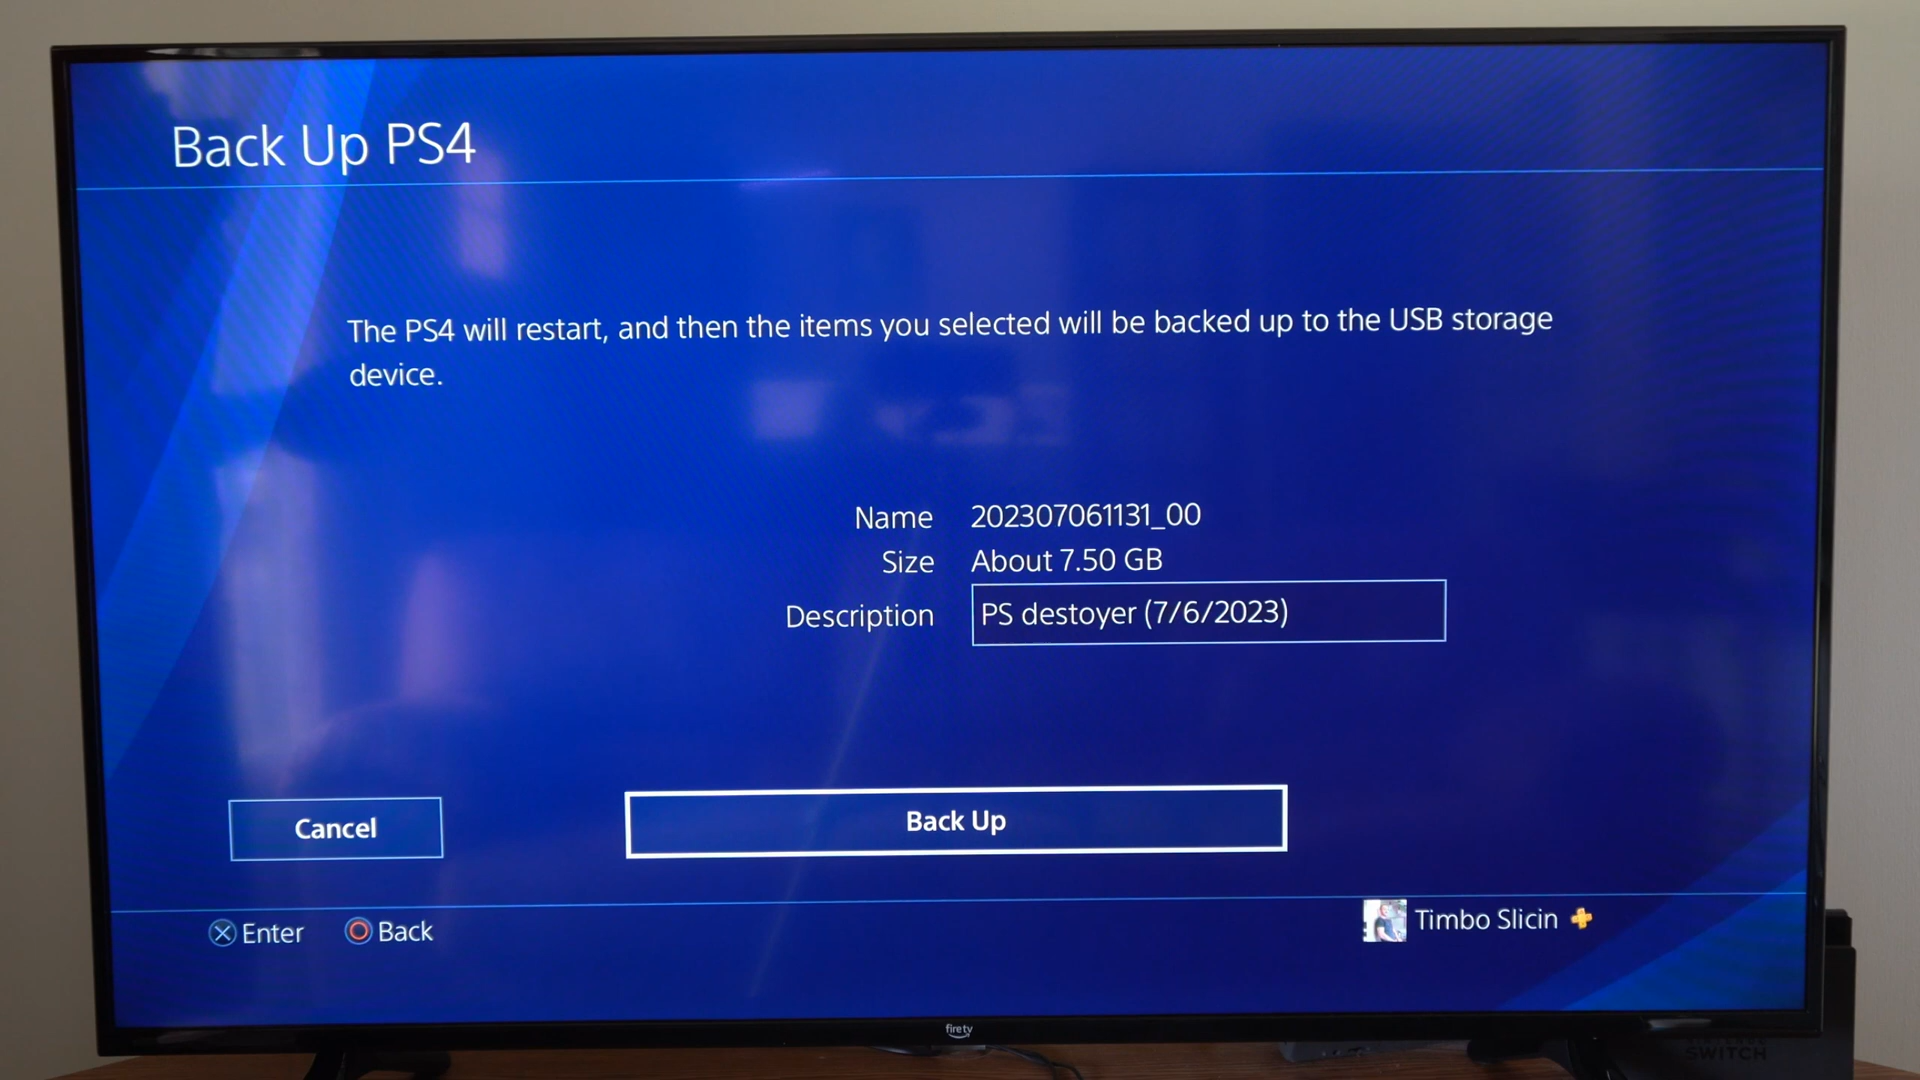 Back Up PS4
The PS4 will restart, and then the items you selected will be backed up to the USB storage
device.
Name 202307061131_00
Size About 7.50 GB
Description PS destoyer (7/6/2023)
Cancel
Back Up
Enter Back
Timbo Slicin
firetv
SWITCH